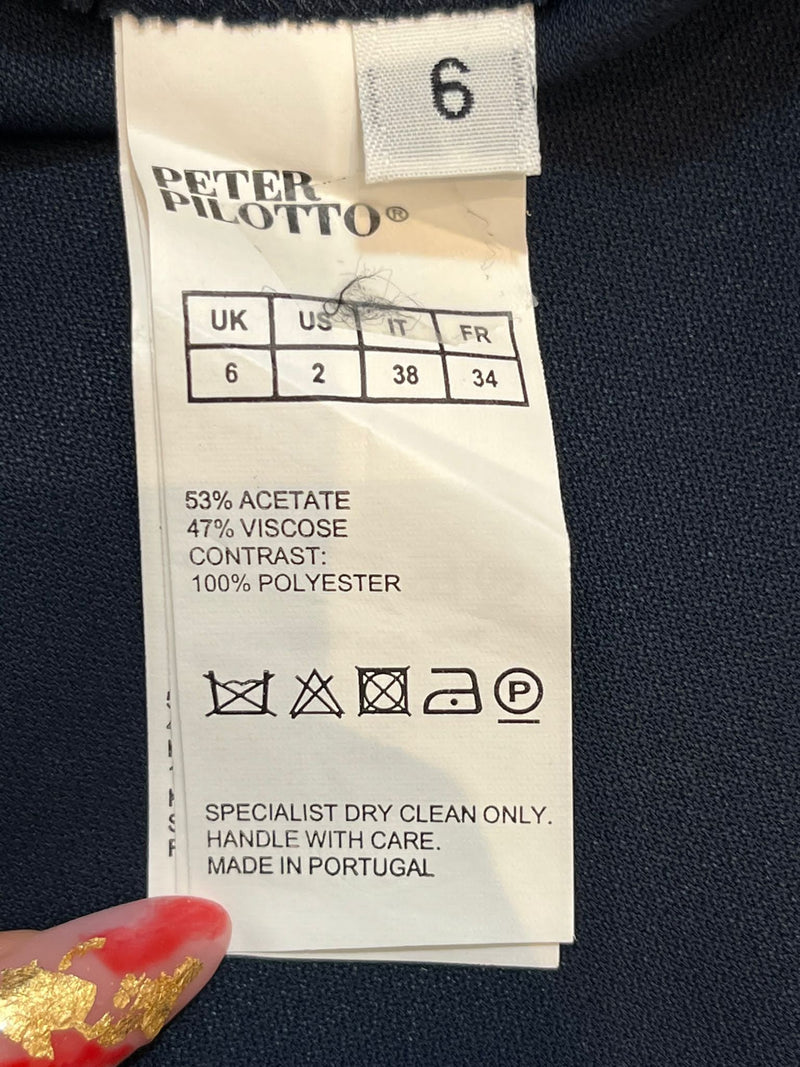 6
PETER
PILOTTO®
UK US IT FR
6 2 38 34
53% ACETATE
47% VISCOSE
CONTRAST:
100% POLYESTER
P
SPECIALIST DRY CLEAN ONLY.
HANDLE WITH CARE.
MADE IN PORTUGAL